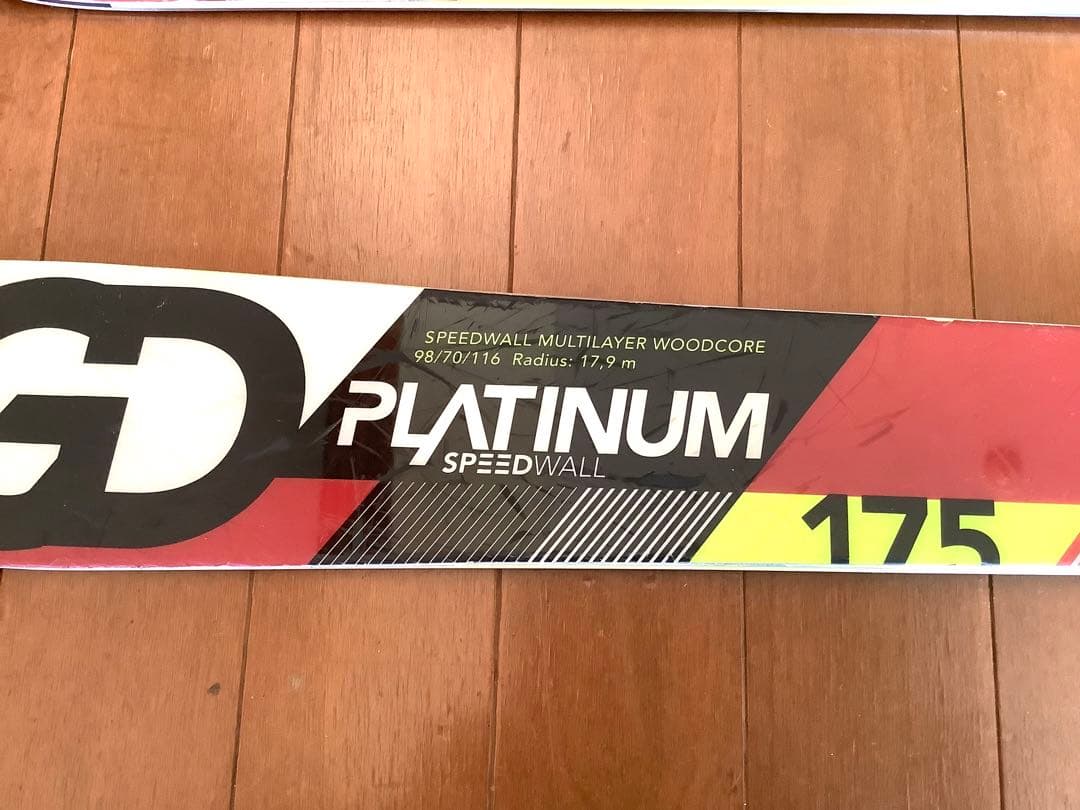 GD
SPEEDWALL MULTILAYER WOODCORE
98/70/116 Radius: 17,9 m
PLATINUM
SPEEDWALL
175